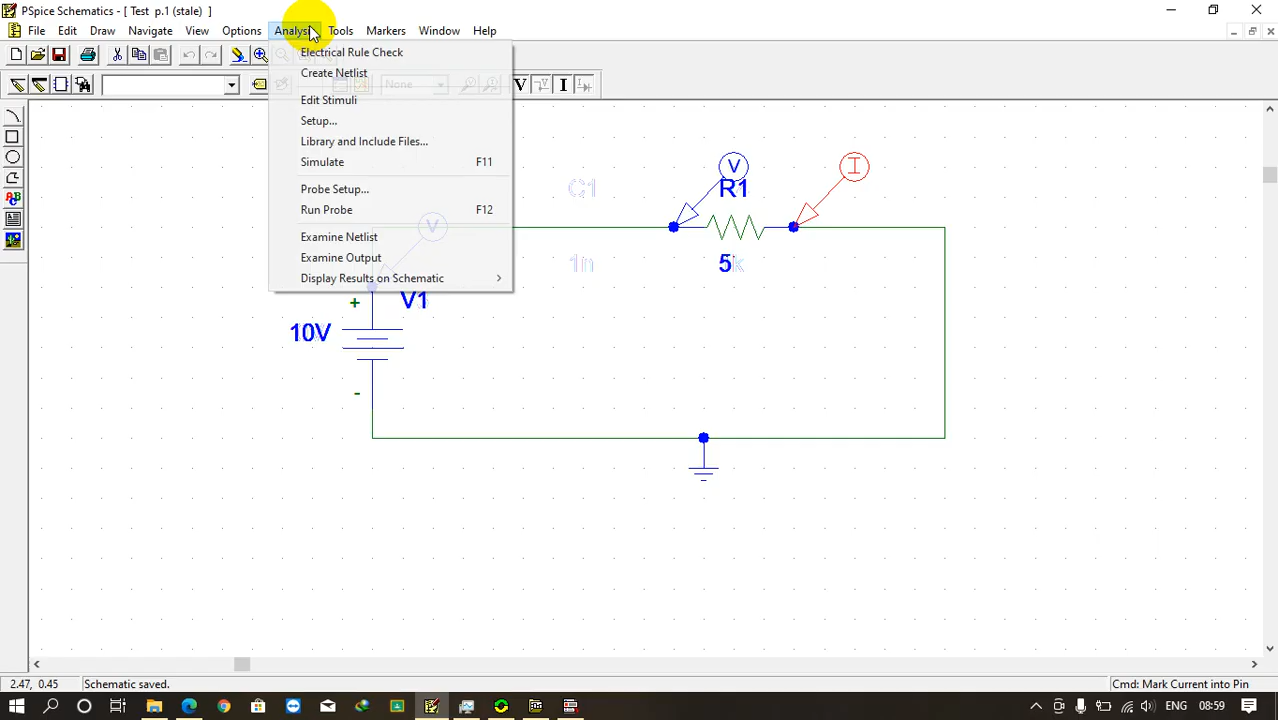 PSpice Schematics - [ Test p.1 (stale) ]
File Edit Draw Navigate View Options Analysis Tools Markers Window Help
Electrical Rule Check
Create Netlist
None V I
Edit Stimuli
Setup...
Library and Include Files...
Simulate F11
Probe Setup...
Run Probe F12
Examine Netlist
Examine Output
Display Results on Schematic
V
I
C1
R1
V
1n
5k
+
V1
10V
-
2.47, 0.45 Schematic saved. Cmd: Mark Current into Pin
ENG 08:59